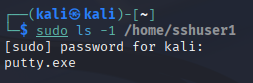 ┌──(kali㉿kali)-[~]
└─$ sudo ls -1 /home/sshuser1
[sudo] password for kali:
putty.exe